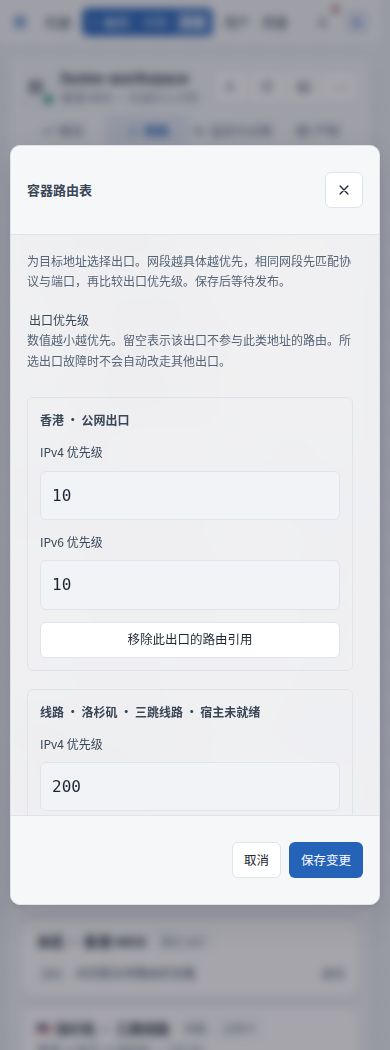 容器路由表
为目标地址选择出口。网段越具体越优先，相同网段先匹配协
议与端口，再比较出口优先级。保存后等待发布。
出口优先级
数值越小越优先。留空表示该出口不参与此类地址的路由。所
选出口故障时不会自动改走其他出口。
香港 · 公网出口
IPv4 优先级
10
IPv6 优先级
10
移除此出口的路由引用
线路 · 洛杉矶 · 三跳线路 · 宿主未就绪
IPv4 优先级
200
取消
保存变更